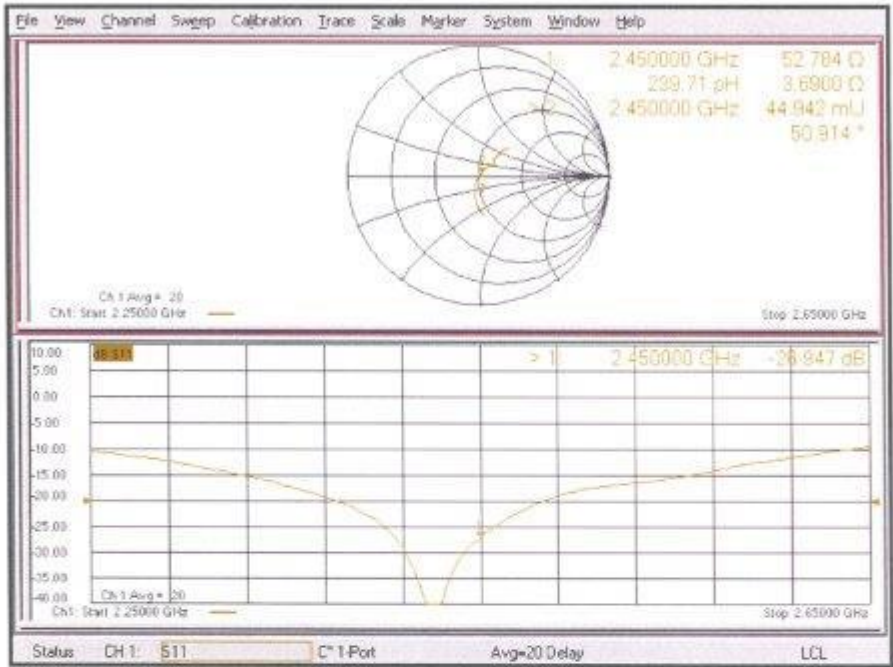 File View Channel Sweep Calibration Trace Scale Marker System Window Help
1: 2.450000 GHz 52.784 Ω
239.71 pH 3.6900 Ω
> 2: 2.450000 GHz 44.942 mU
50.914 °
Ch 1 Avg = 20
Ch1: Start 2.25000 GHz
Stop 2.65000 GHz
10.00 dB S11 > 1: 2.450000 GHz -26.947 dB
5.00
0.00
-5.00
-10.00
-15.00
-20.00
-25.00
-30.00
-35.00
-40.00 Ch 1 Avg = 20
Ch1: Start 2.25000 GHz
Stop 2.65000 GHz
Status CH 1: S11 C* 1-Port Avg=20 Delay LCL